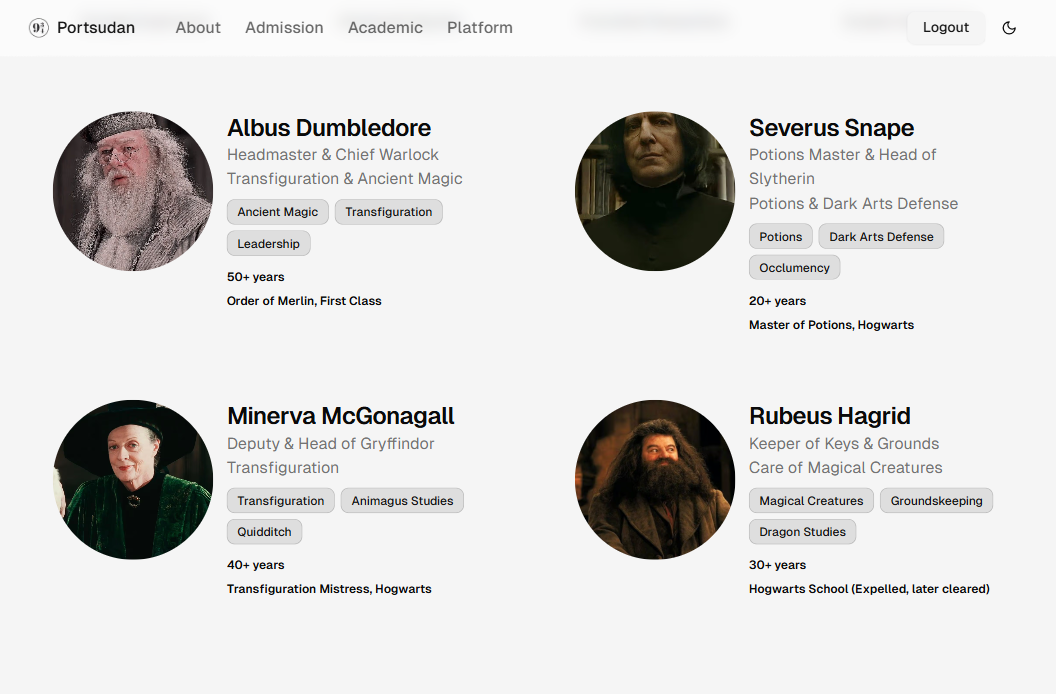 Portsudan About Admission Academic Platform Logout
Albus Dumbledore
Headmaster & Chief Warlock
Transfiguration & Ancient Magic
Ancient Magic Transfiguration
Leadership
50+ years
Order of Merlin, First Class
Severus Snape
Potions Master & Head of
Slytherin
Potions & Dark Arts Defense
Potions Dark Arts Defense
Occlumency
20+ years
Master of Potions, Hogwarts
Minerva McGonagall
Deputy & Head of Gryffindor
Transfiguration
Transfiguration Animagus Studies
Quidditch
40+ years
Transfiguration Mistress, Hogwarts
Rubeus Hagrid
Keeper of Keys & Grounds
Care of Magical Creatures
Magical Creatures Groundskeeping
Dragon Studies
30+ years
Hogwarts School (Expelled, later cleared)